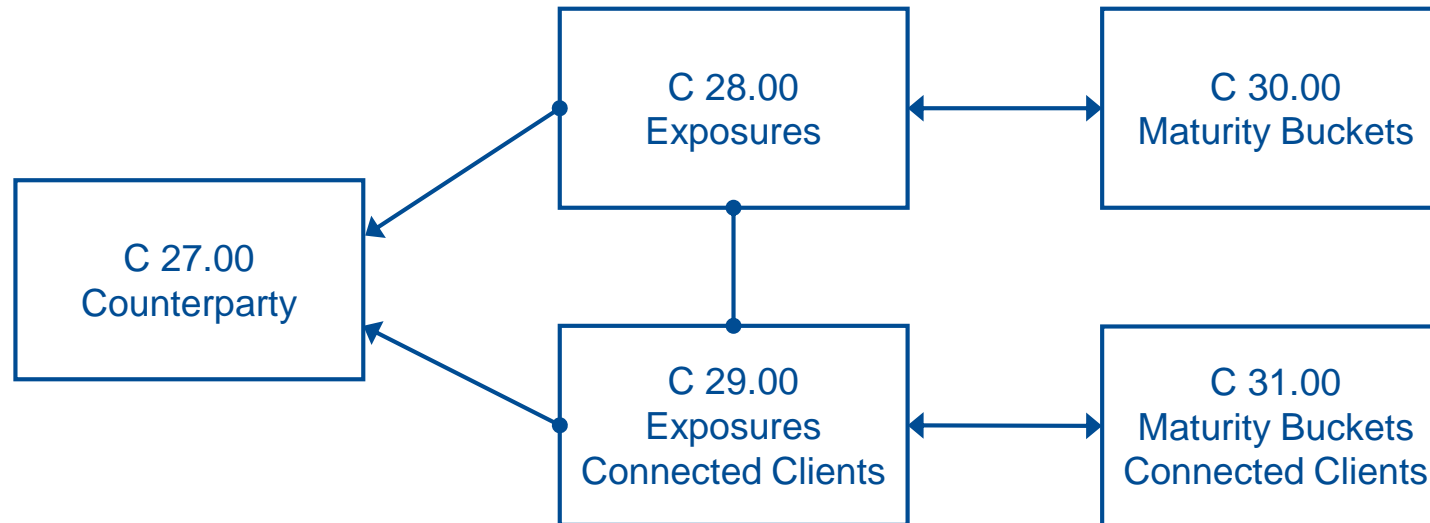 C 28.00
Exposures
C 30.00
Maturity Buckets
C 27.00
Counterparty
C 29.00
Exposures
Connected Clients
C 31.00
Maturity Buckets
Connected Clients